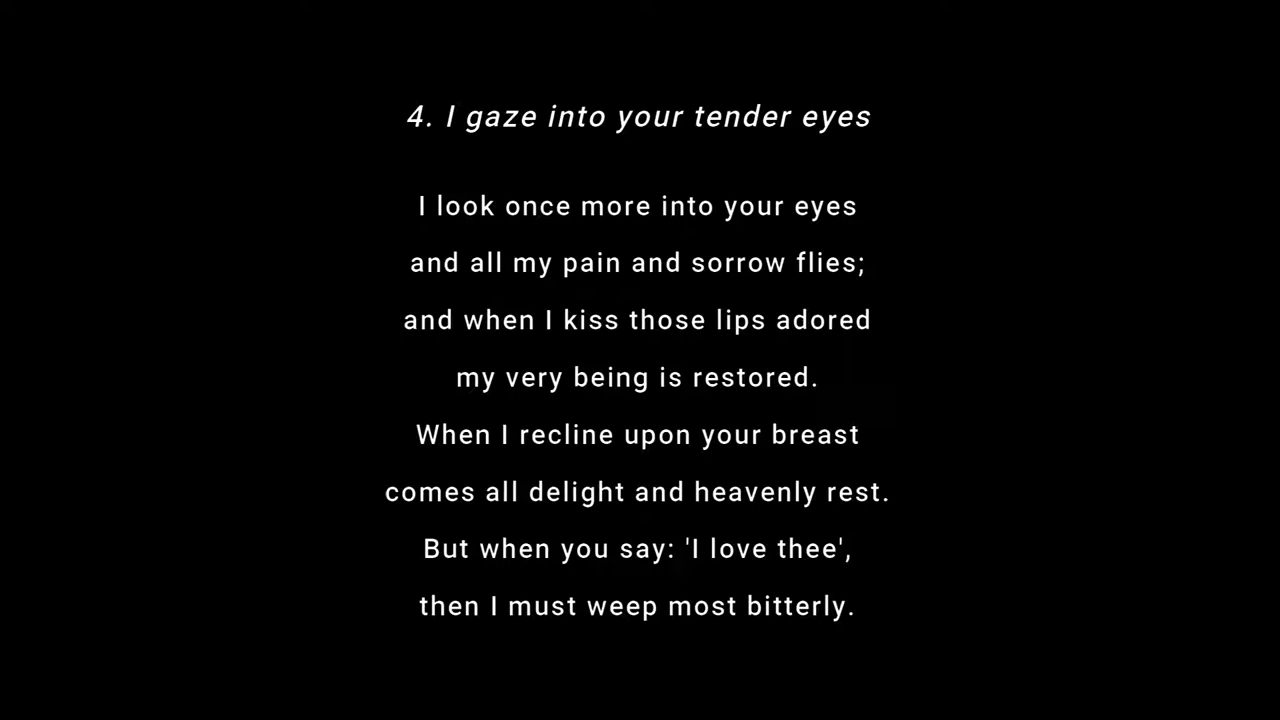 4. I gaze into your tender eyes
I look once more into your eyes
and all my pain and sorrow flies;
and when I kiss those lips adored
my very being is restored.
When I recline upon your breast
comes all delight and heavenly rest.
But when you say: 'I love thee',
then I must weep most bitterly.